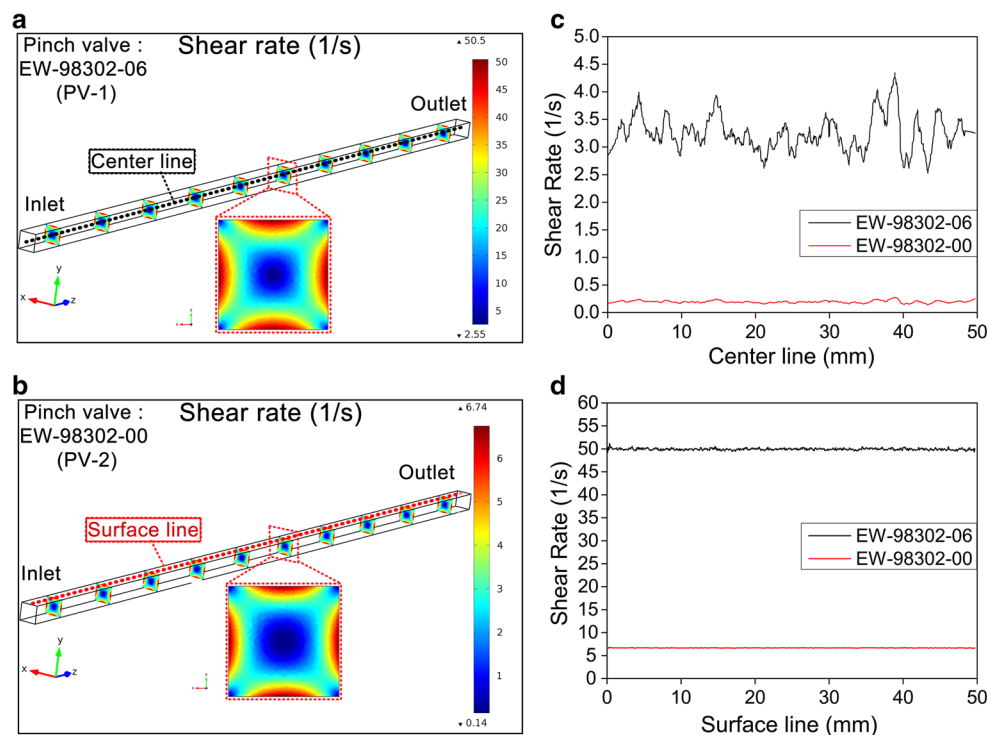 a
Pinch valve :
EW-98302-06
(PV-1)
Shear rate (1/s)
▲ 50.5
50
45
40
35
30
25
20
15
10
5
▼ 2.55
Outlet
Center line
Inlet
y
x
z
b
Pinch valve :
EW-98302-00
(PV-2)
Shear rate (1/s)
▲ 6.74
6
5
4
3
2
1
▼ 0.14
Outlet
Surface line
Inlet
y
x
z
c
Shear Rate (1/s)
5.0
4.5
4.0
3.5
3.0
2.5
2.0
1.5
1.0
0.5
0.0
EW-98302-06
EW-98302-00
0 10 20 30 40 50
Center line (mm)
d
Shear Rate (1/s)
60
55
50
45
40
35
30
25
20
15
10
5
0
EW-98302-06
EW-98302-00
0 10 20 30 40 50
Surface line (mm)